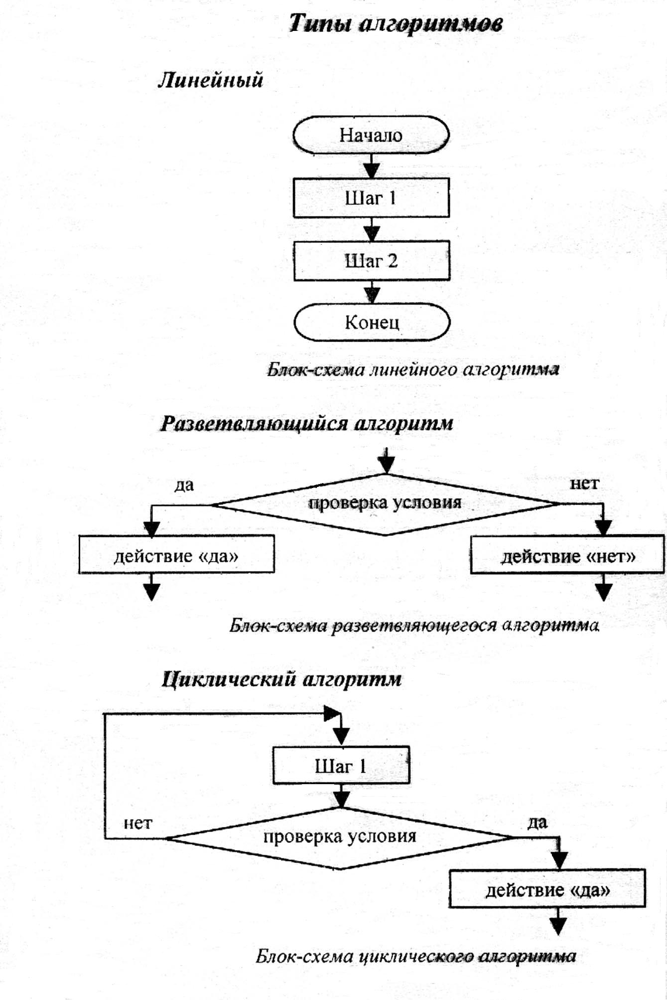 Типы алгоритмов
Линейный
Начало
Шаг 1
Шаг 2
Конец
Блок-схема линейного алгоритма
Разветвляющийся алгоритм
да
нет
проверка условия
действие «да»
действие «нет»
Блок-схема разветвляющегося алгоритма
Циклический алгоритм
Шаг 1
нет
да
проверка условия
действие «да»
Блок-схема циклического алгоритма